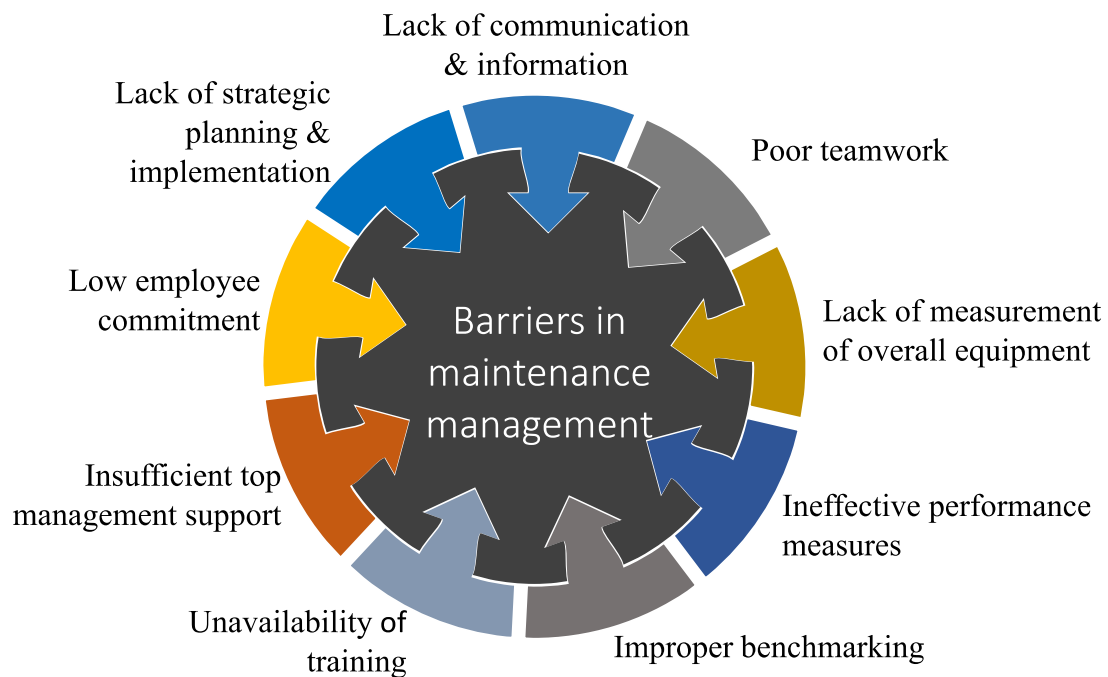 Lack of communication
& information
Poor teamwork
Lack of measurement
of overall equipment
Ineffective performance
measures
Improper benchmarking
Unavailability of
training
Insufficient top
management support
Low employee
commitment
Lack of strategic
planning &
implementation
Barriers in
maintenance
management